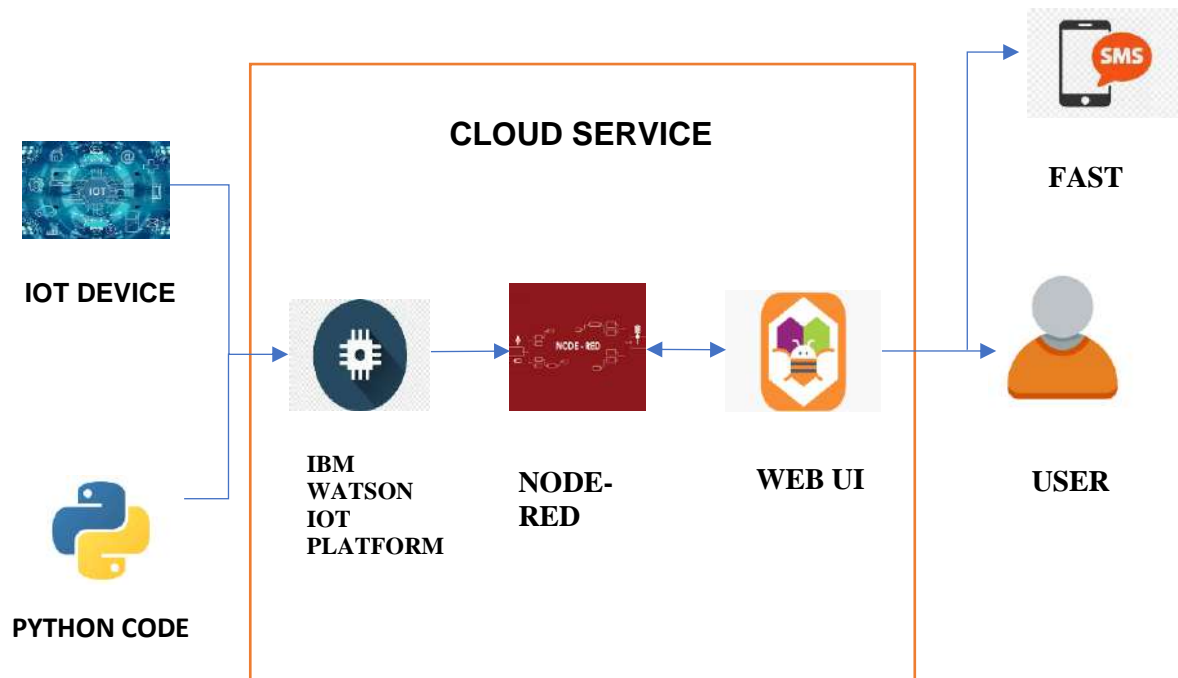 SMS
CLOUD SERVICE
FAST
IOT
@
IOT DEVICE
NODE - RED
IBM
WATSON
IOT
PLATFORM
NODE-
RED
WEB UI
USER
PYTHON CODE